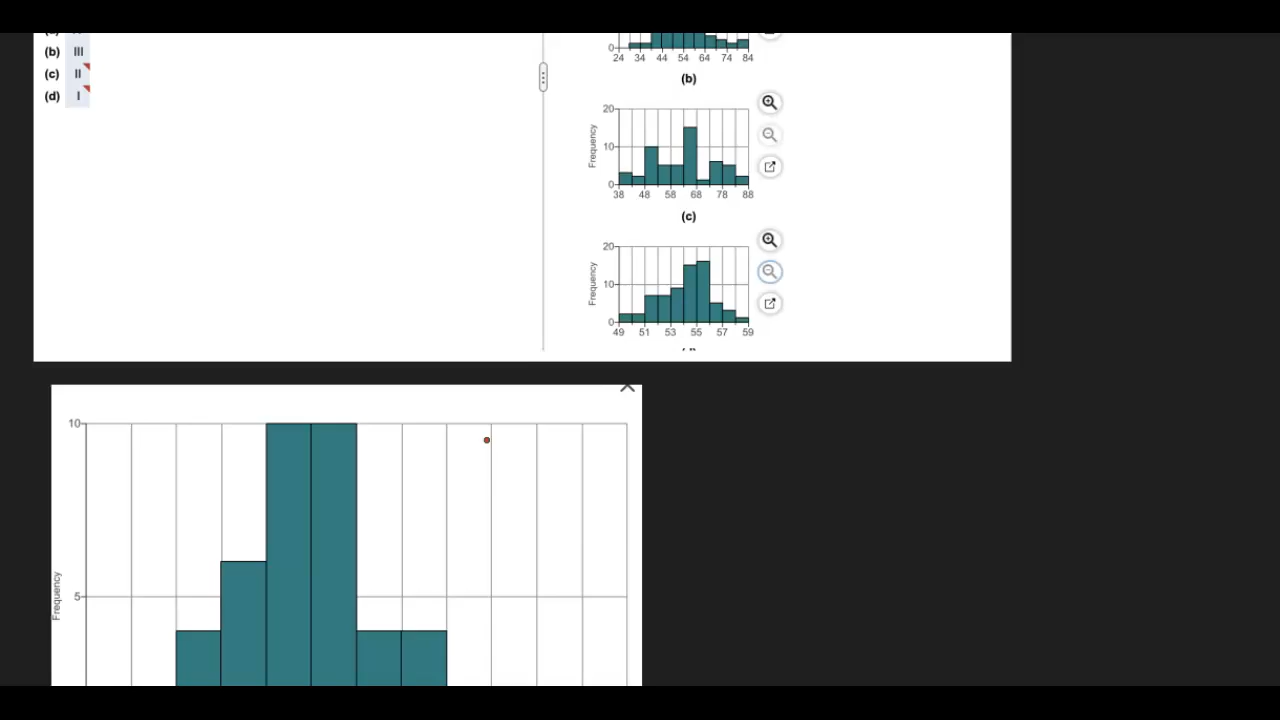 (b) III
(c) II
(d) I
0
24 34 44 54 64 74 84
(b)
20
10
0
Frequency
38 48 58 68 78 88
(c)
20
10
0
Frequency
49 51 53 55 57 59
10
5
Frequency